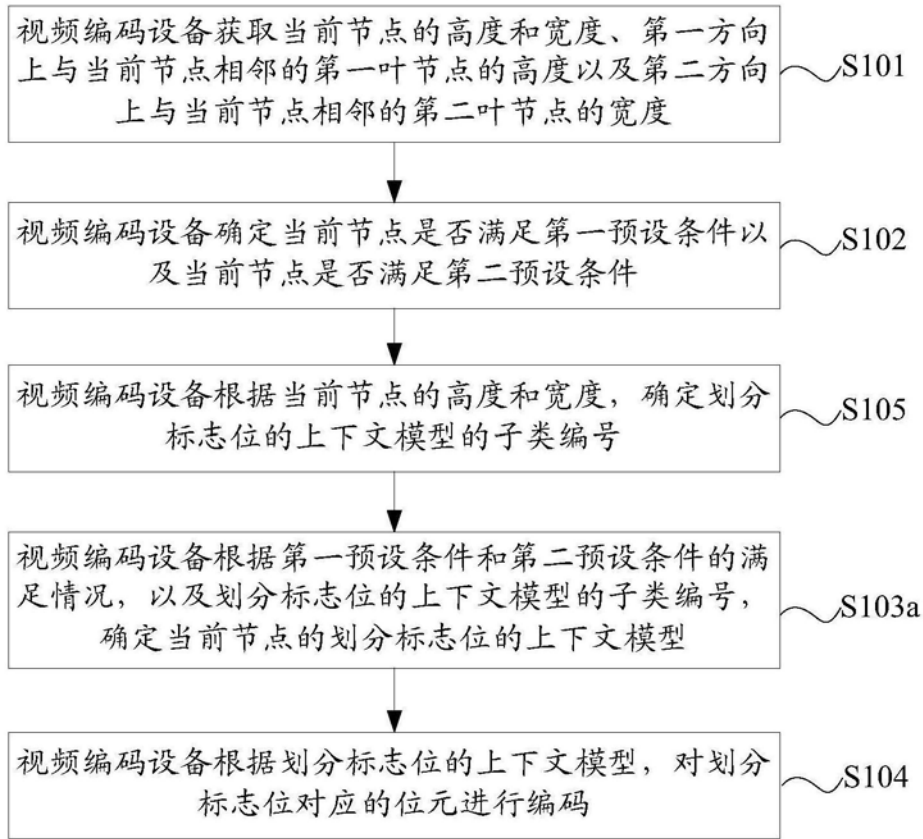 视频编码设备获取当前节点的高度和宽度、第一方向
上与当前节点相邻的第一叶节点的高度以及第二方向
上与当前节点相邻的第二叶节点的宽度
S101
视频编码设备确定当前节点是否满足第一预设条件以
及当前节点是否满足第二预设条件
S102
视频编码设备根据当前节点的高度和宽度，确定划分
标志位的上下文模型的子类编号
S105
视频编码设备根据第一预设条件和第二预设条件的满
足情况，以及划分标志位的上下文模型的子类编号，
确定当前节点的划分标志位的上下文模型
S103a
视频编码设备根据划分标志位的上下文模型，对划分
标志位对应的位元进行编码
S104